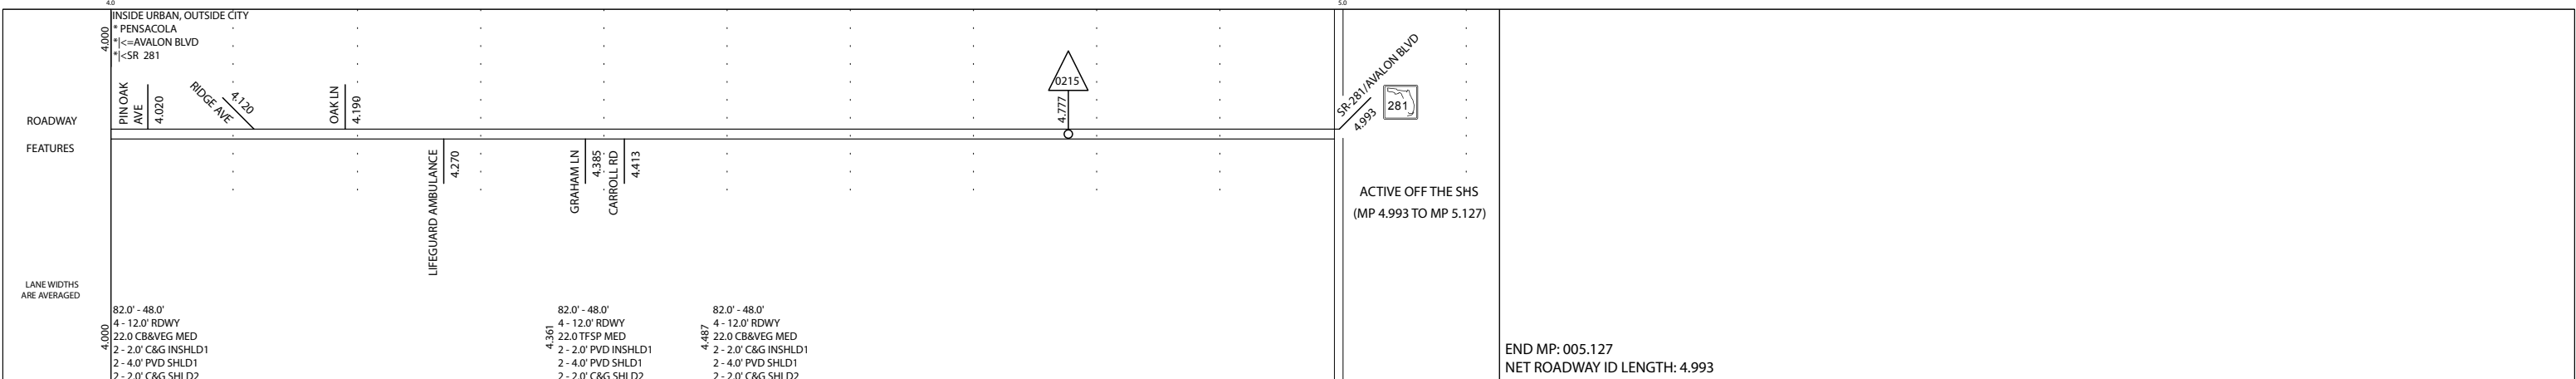 4.0
5.0
INSIDE URBAN, OUTSIDE CITY
* PENSACOLA
*|<=AVALON BLVD
*|<SR 281
4.000
PIN OAK
AVE
4.020
RIDGE AVE
4.120
OAK LN
4.190
0215
4.777
SR-281/AVALON BLVD
4.993
281
ROADWAY
FEATURES
LIFEGUARD AMBULANCE
4.270
GRAHAM LN
4.385
CARROLL RD
4.413
ACTIVE OFF THE SHS
(MP 4.993 TO MP 5.127)
LANE WIDTHS
ARE AVERAGED
4.000
82.0' - 48.0'
4 - 12.0' RDWY
22.0 CB&VEG MED
2 - 2.0' C&G INSHLD1
2 - 4.0' PVD SHLD1
2 - 2.0' C&G SHLD2
4.361
82.0' - 48.0'
4 - 12.0' RDWY
22.0 TFSP MED
2 - 2.0' PVD INSHLD1
2 - 4.0' PVD SHLD1
2 - 2.0' C&G SHLD2
4.487
82.0' - 48.0'
4 - 12.0' RDWY
22.0 CB&VEG MED
2 - 2.0' C&G INSHLD1
2 - 4.0' PVD SHLD1
2 - 2.0' C&G SHLD2
END MP: 005.127
NET ROADWAY ID LENGTH: 4.993